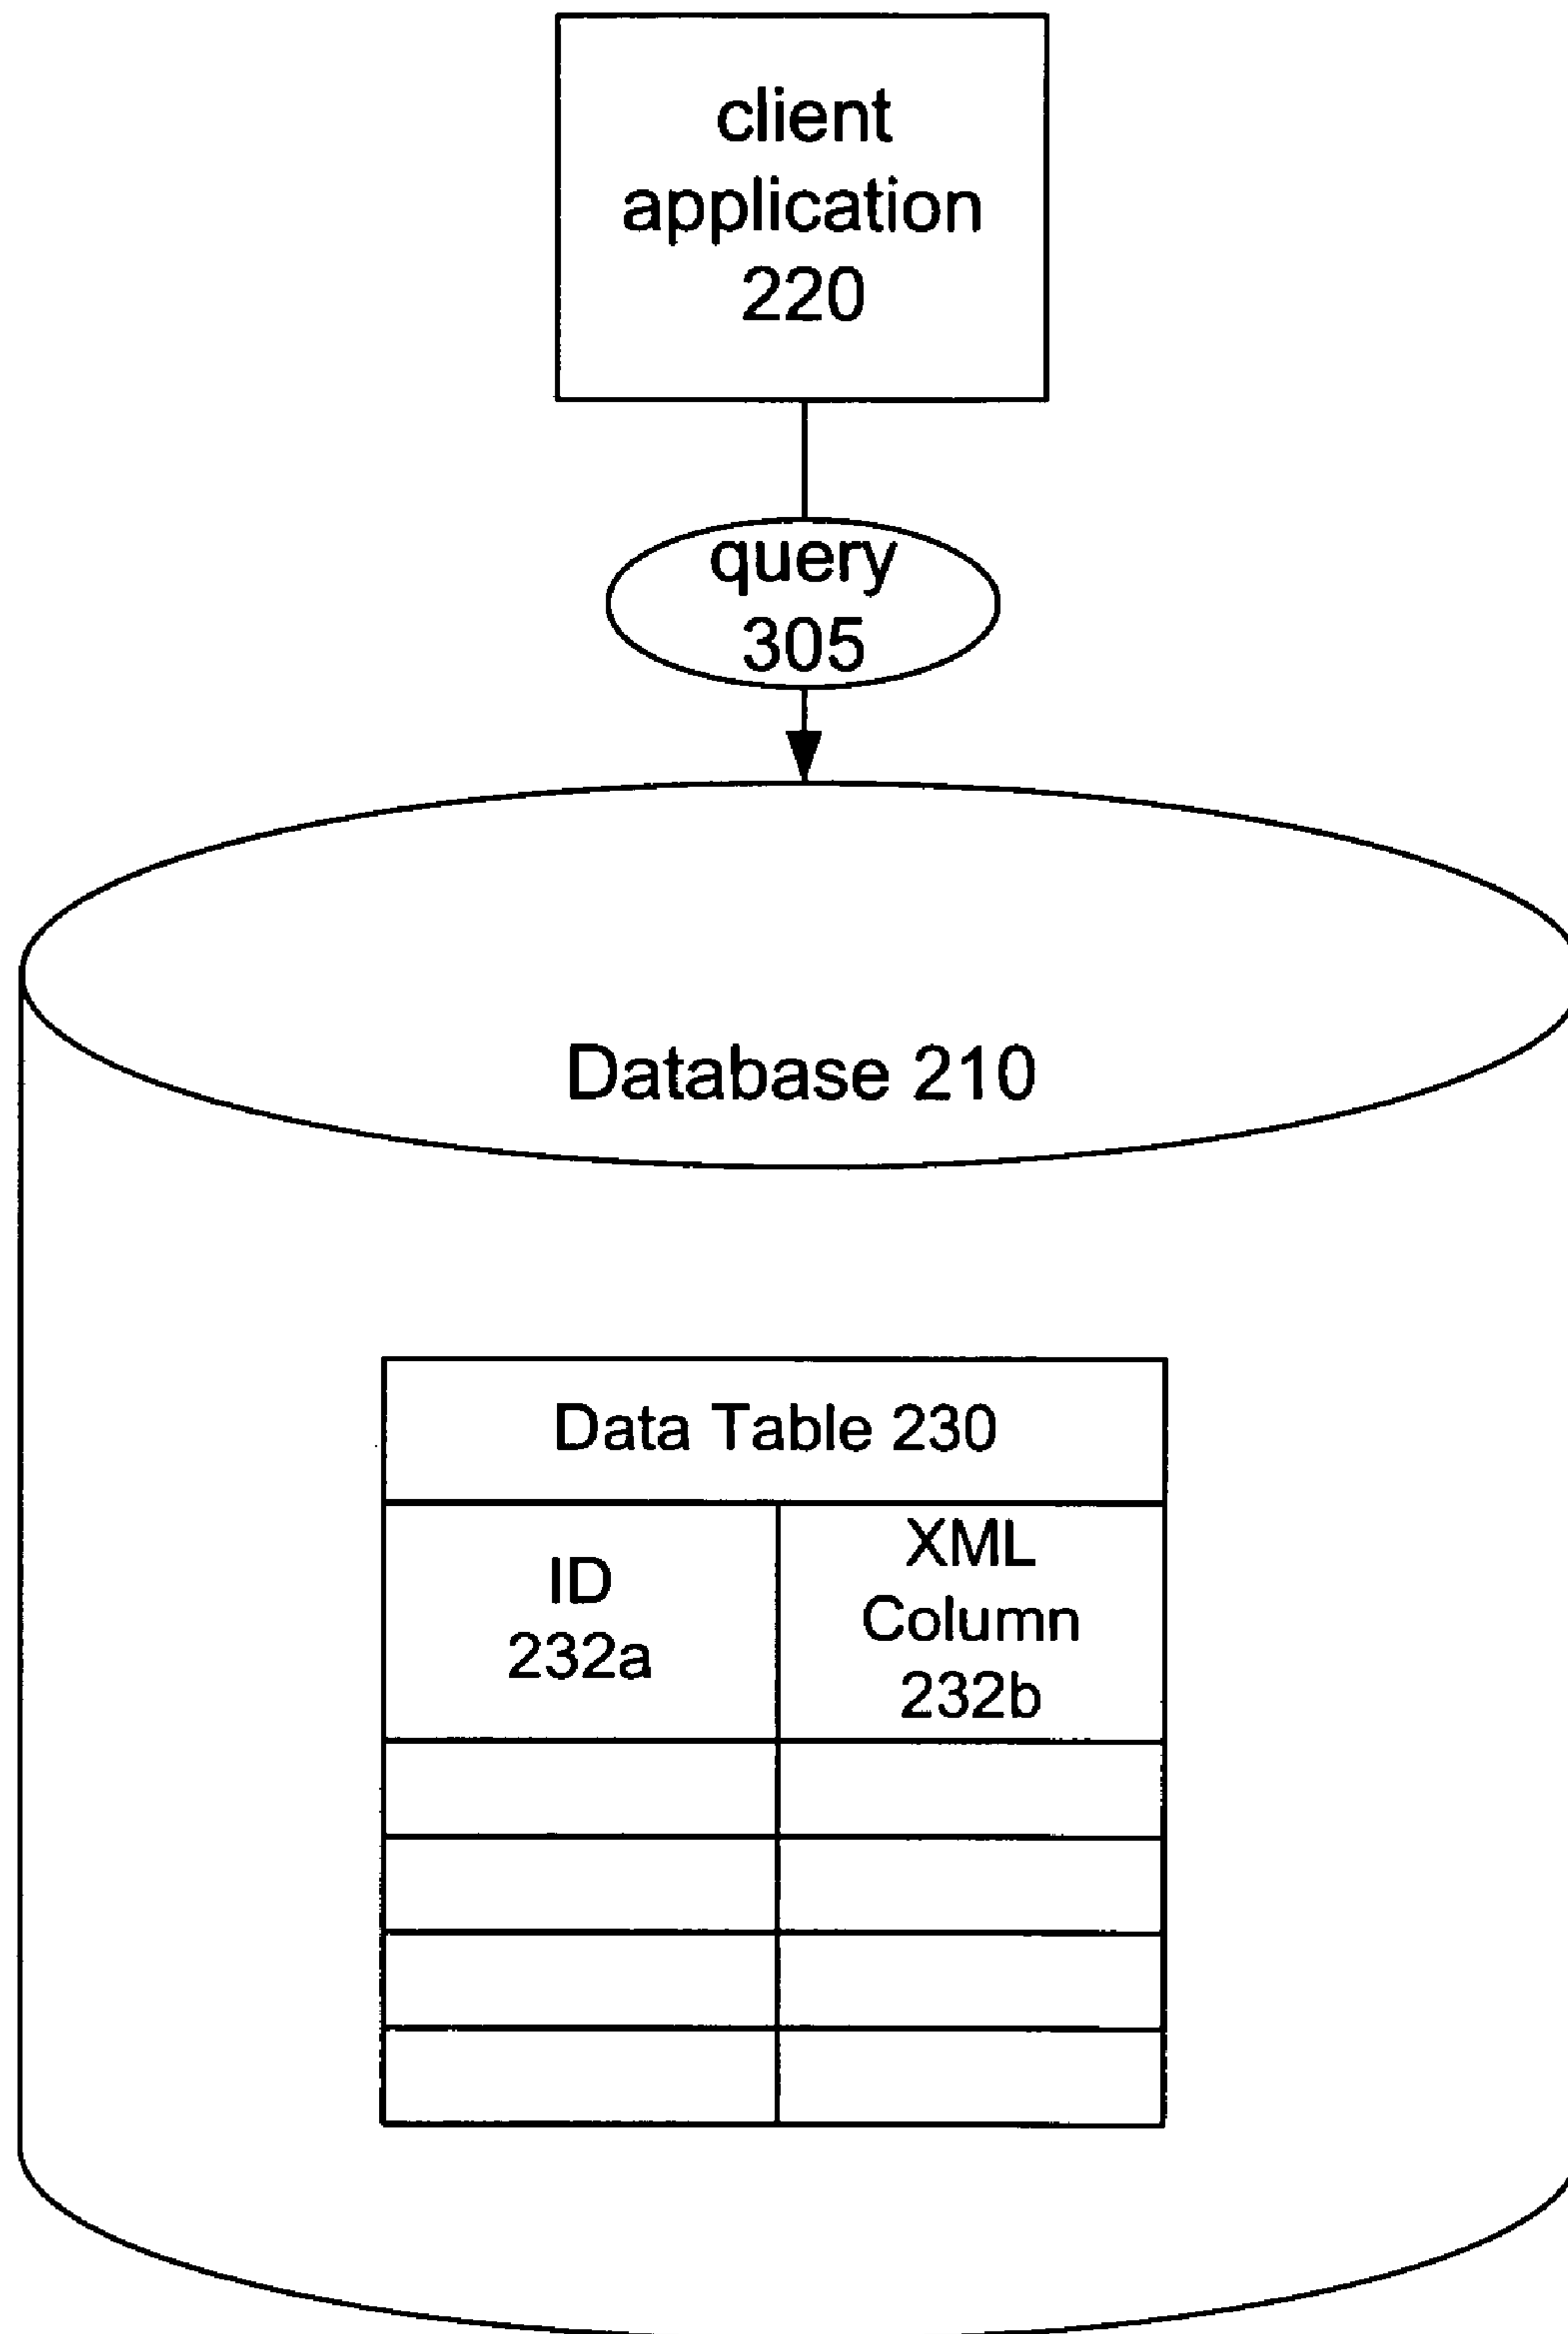 client
application
220
query
305
Database 210
Data Table 230
ID
232a
XML
Column
232b